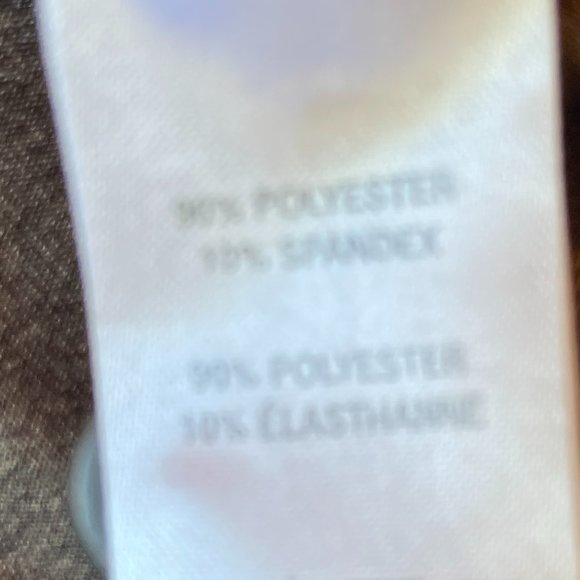 90% POLYESTER
10% SPANDEX
90% POLYESTER
10% ÉLASTHANNE